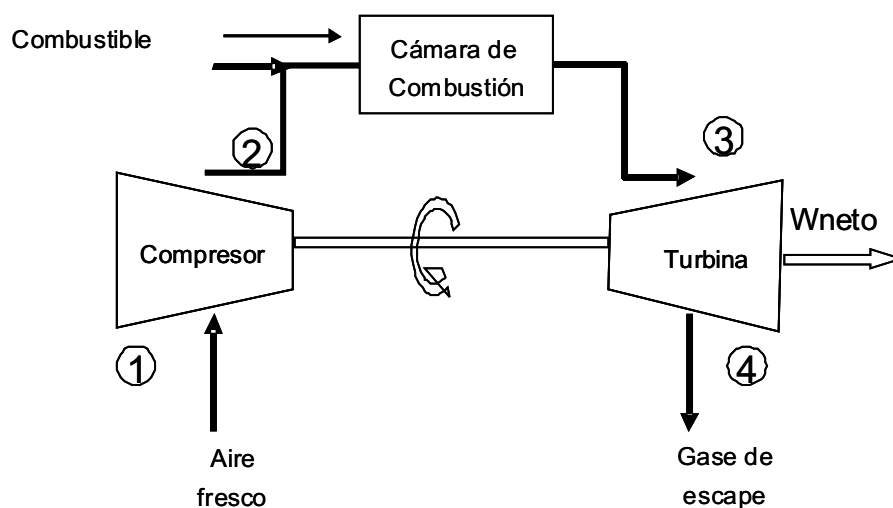 Combustible
Cámara de
Combustión
2
3
Compresor
Turbina
Wneto
1
4
Aire
fresco
Gase de
escape